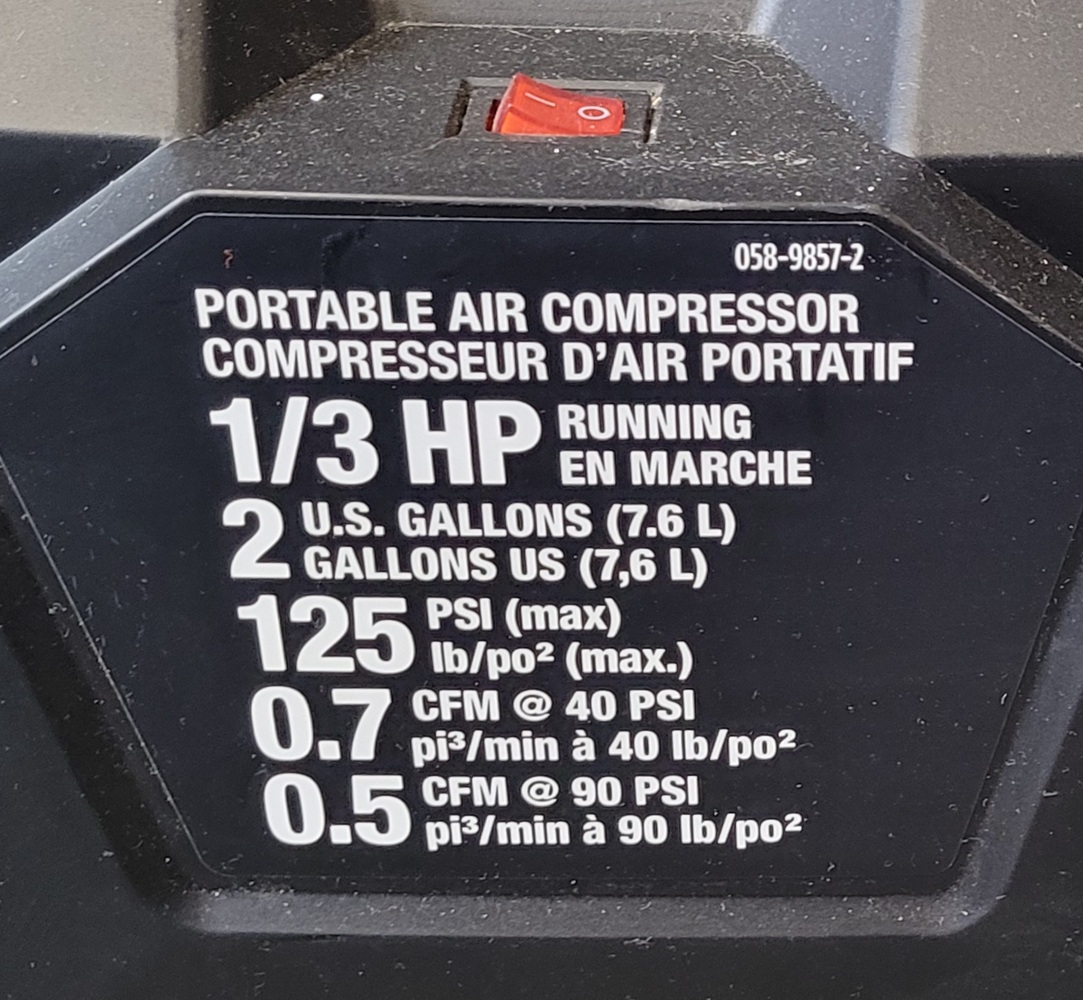 058-9857-2
PORTABLE AIR COMPRESSOR
COMPRESSEUR D'AIR PORTATIF
1/3 HP RUNNING
EN MARCHE
2 U.S. GALLONS (7.6 L)
GALLONS US (7,6 L)
125 PSI (max)
lb/po² (max.)
0.7 CFM @ 40 PSI
pi³/min à 40 lb/po²
0.5 CFM @ 90 PSI
pi³/min à 90 lb/po²